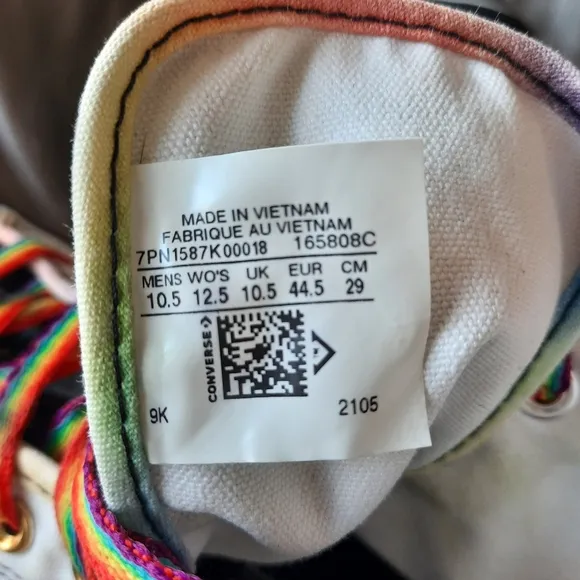 MADE IN VIETNAM
FABRIQUE AU VIETNAM
7PN1587K00018 165808C
MENS WO'S UK EUR CM
10.5 12.5 10.5 44.5 29
CONVERSE
9K 2105